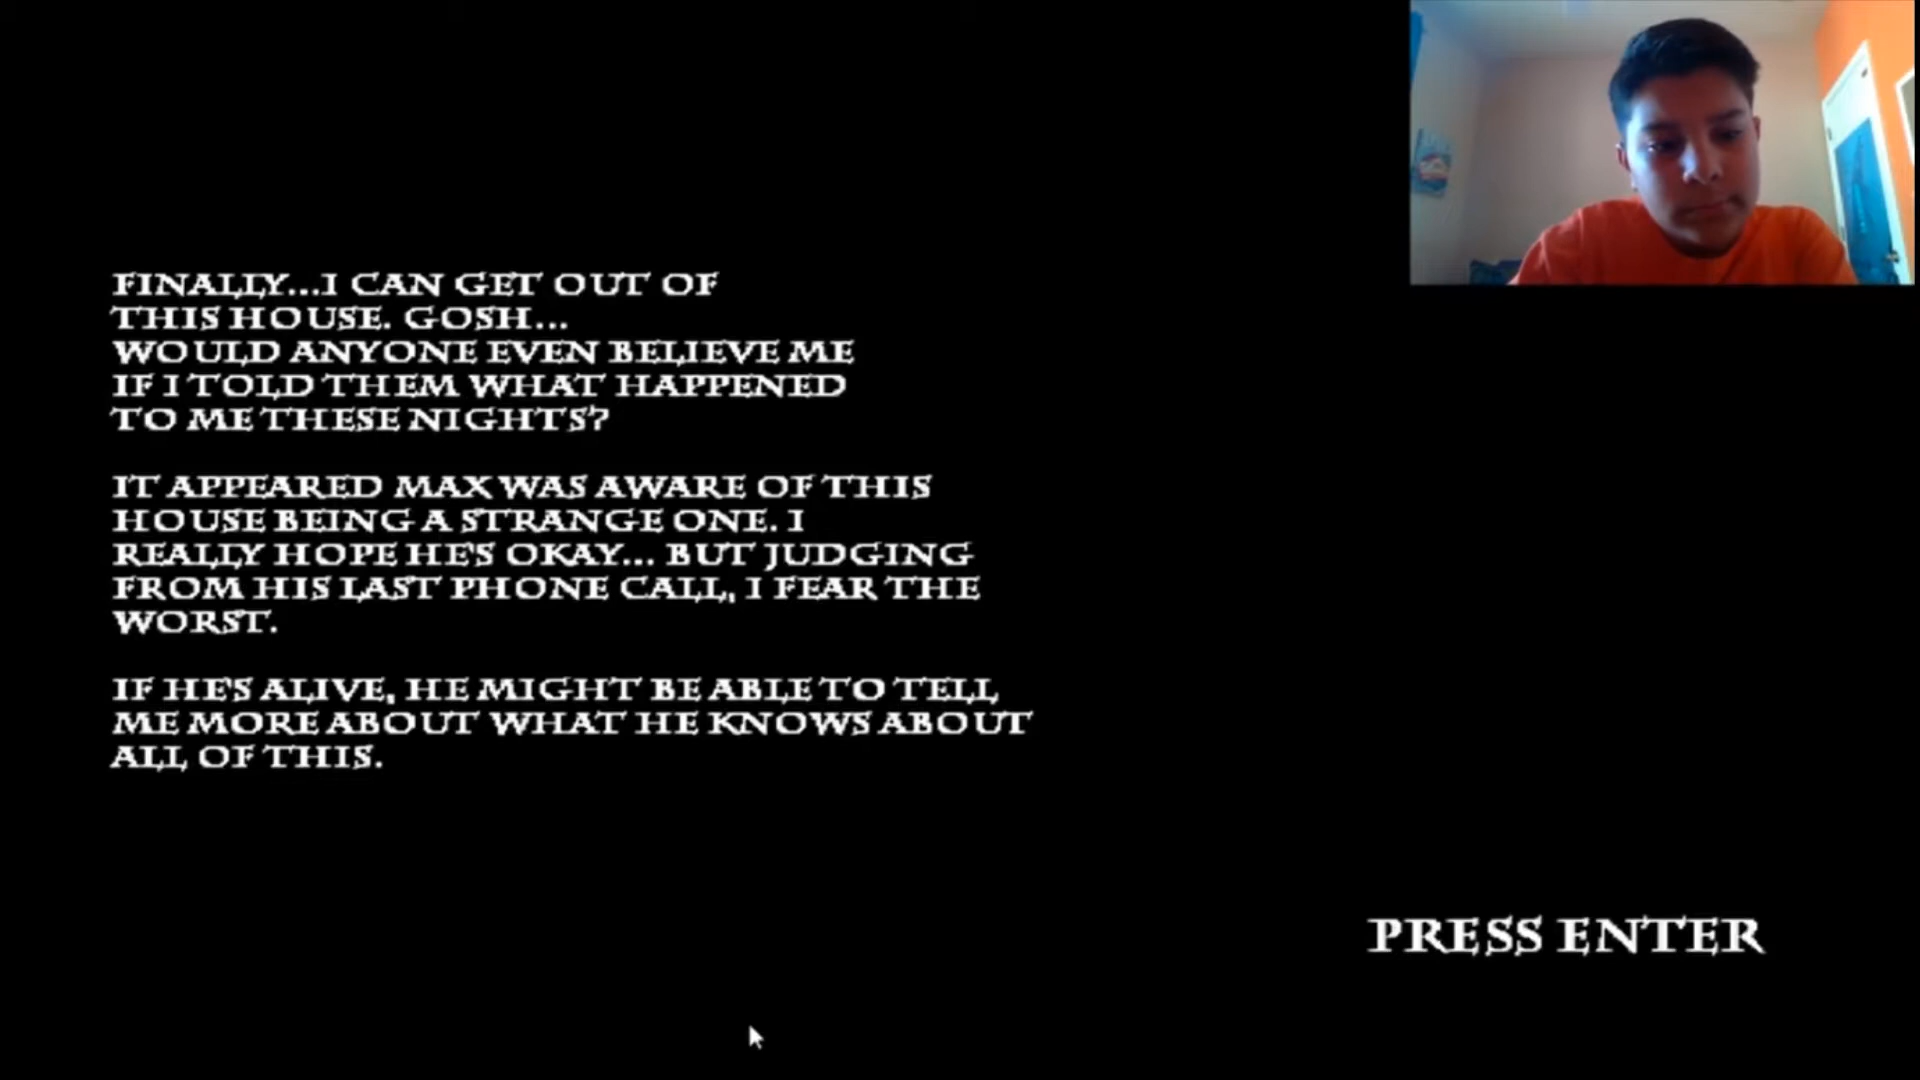 FINALLY...I CAN GET OUT OF
THIS HOUSE. GOSH...
WOULD ANYONE EVEN BELIEVE ME
IF I TOLD THEM WHAT HAPPENED
TO ME THESE NIGHTS?
IT APPEARED MAX WAS AWARE OF THIS
HOUSE BEING A STRANGE ONE. I
REALLY HOPE HE'S OKAY... BUT JUDGING
FROM HIS LAST PHONE CALL, I FEAR THE
WORST.
IF HE'S ALIVE, HE MIGHT BE ABLE TO TELL
ME MORE ABOUT WHAT HE KNOWS ABOUT
ALL OF THIS.
PRESS ENTER